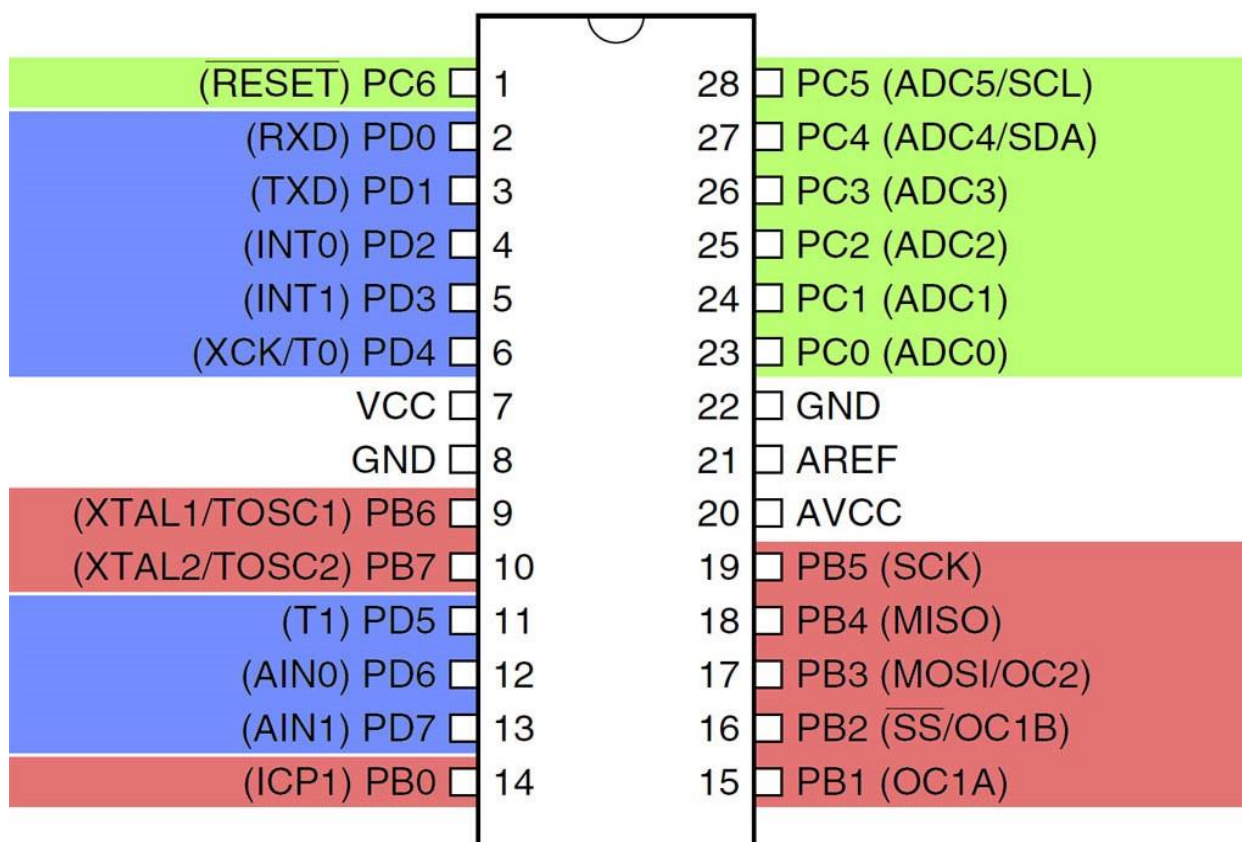 (RESET) PC6 1 28 PC5 (ADC5/SCL)
(RXD) PD0 2 27 PC4 (ADC4/SDA)
(TXD) PD1 3 26 PC3 (ADC3)
(INT0) PD2 4 25 PC2 (ADC2)
(INT1) PD3 5 24 PC1 (ADC1)
(XCK/T0) PD4 6 23 PC0 (ADC0)
VCC 7 22 GND
GND 8 21 AREF
(XTAL1/TOSC1) PB6 9 20 AVCC
(XTAL2/TOSC2) PB7 10 19 PB5 (SCK)
(T1) PD5 11 18 PB4 (MISO)
(AIN0) PD6 12 17 PB3 (MOSI/OC2)
(AIN1) PD7 13 16 PB2 (SS/OC1B)
(ICP1) PB0 14 15 PB1 (OC1A)